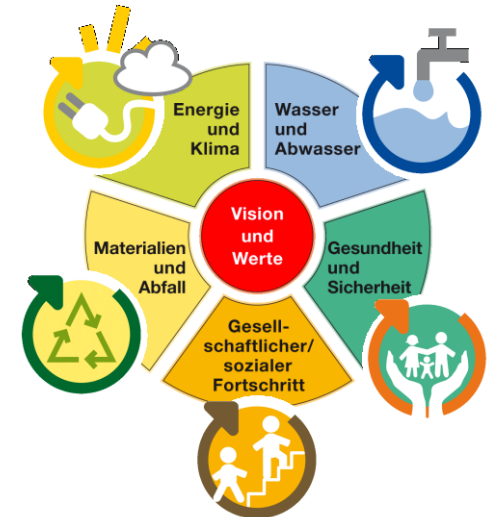 Energie
und
Klima
Wasser
und
Abwasser
Vision
und
Werte
Materialien
und
Abfall
Gesundheit
und
Sicherheit
Gesell-
schaftlicher/
sozialer
Fortschritt